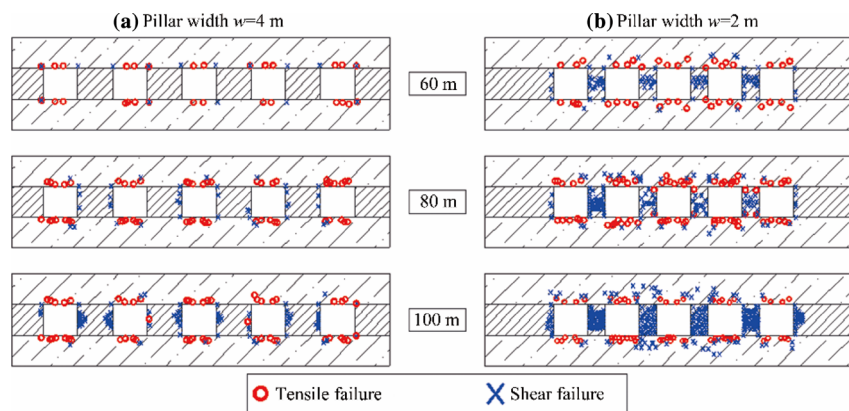 (a) Pillar width w=4 m
(b) Pillar width w=2 m
60 m
80 m
100 m
Tensile failure
Shear failure